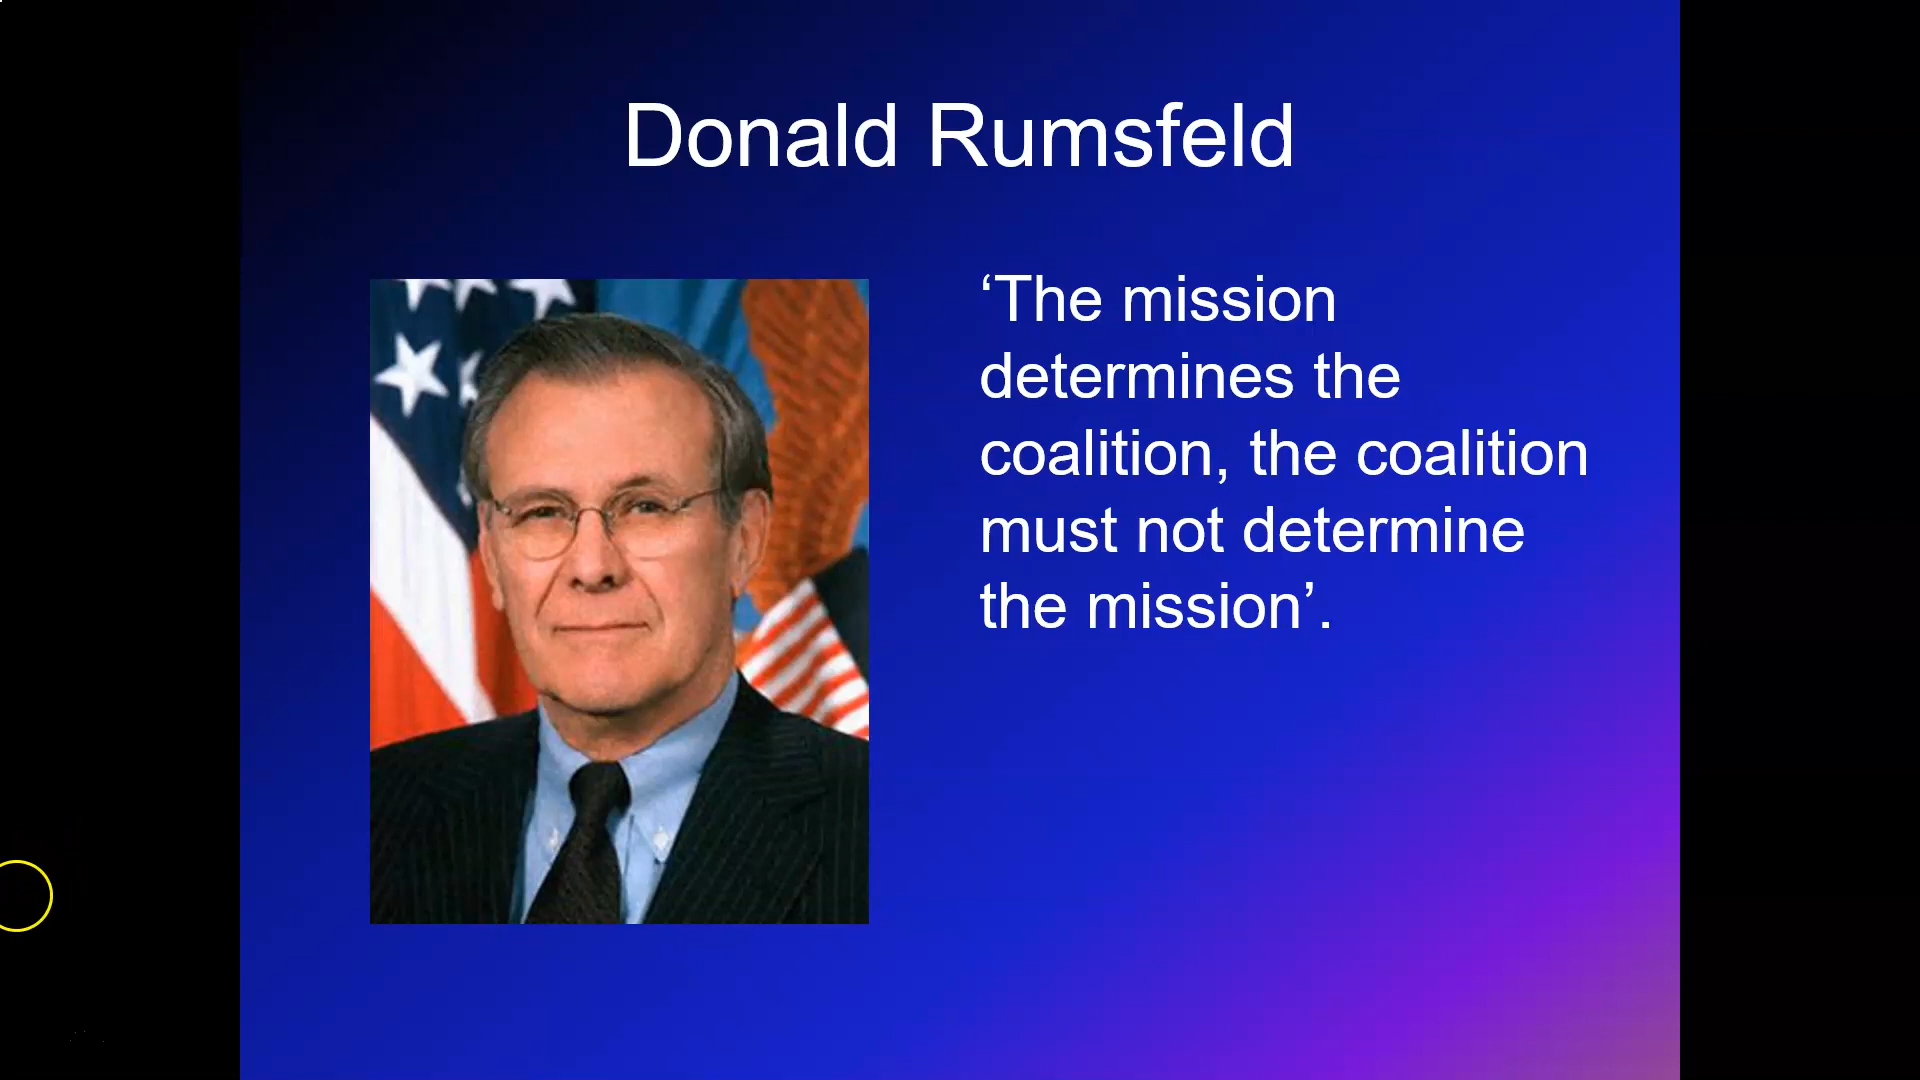 Donald Rumsfeld
‘The mission
determines the
coalition, the coalition
must not determine
the mission’.